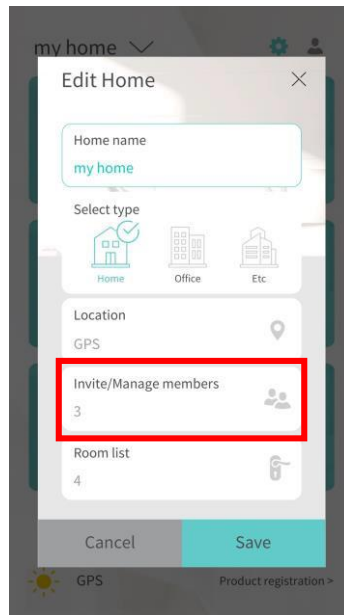 my home
Edit Home
Home name
my home
Select type
Home Office Etc
Location
GPS
Invite/Manage members
3
Room list
4
Cancel Save
GPS Product registration >